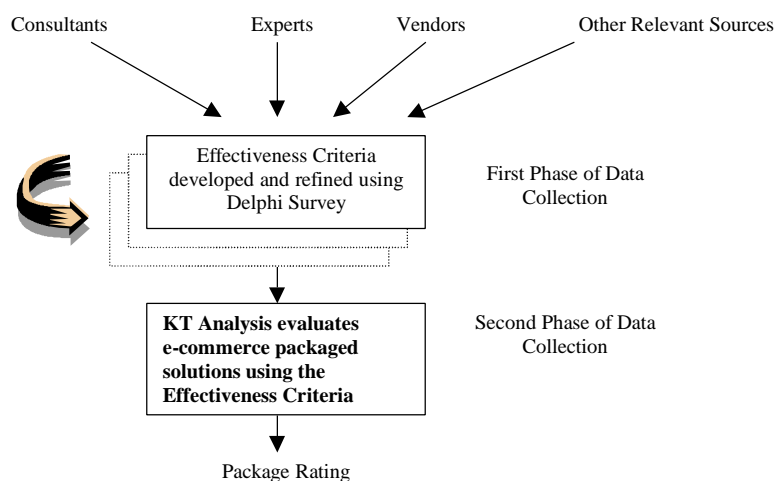 Consultants Experts Vendors Other Relevant Sources
Effectiveness Criteria
developed and refined using
Delphi Survey
First Phase of Data
Collection
KT Analysis evaluates
e-commerce packaged
solutions using the
Effectiveness Criteria
Second Phase of Data
Collection
Package Rating